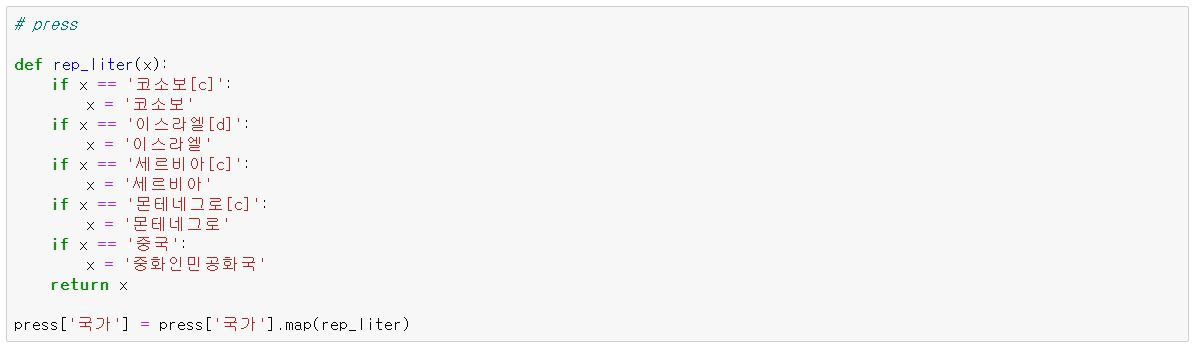 # press

def rep_liter(x):
    if x == '코소보[c]':
        x = '코소보'
    if x == '이스라엘[d]':
        x = '이스라엘'
    if x == '세르비아[c]':
        x = '세르비아'
    if x == '몬테네그로[c]':
        x = '몬테네그로'
    if x == '중국':
        x = '중화인민공화국'
    return x

press['국가'] = press['국가'].map(rep_liter)